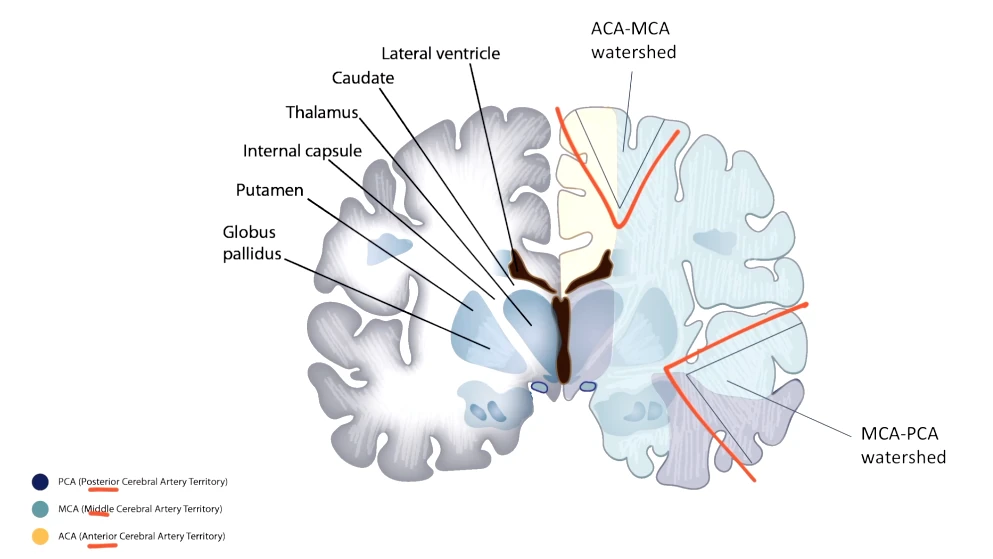 ACA-MCA
watershed
Lateral ventricle
Caudate
Thalamus
Internal capsule
Putamen
Globus
pallidus
MCA-PCA
watershed
PCA (Posterior Cerebral Artery Territory)
MCA (Middle Cerebral Artery Territory)
ACA (Anterior Cerebral Artery Territory)